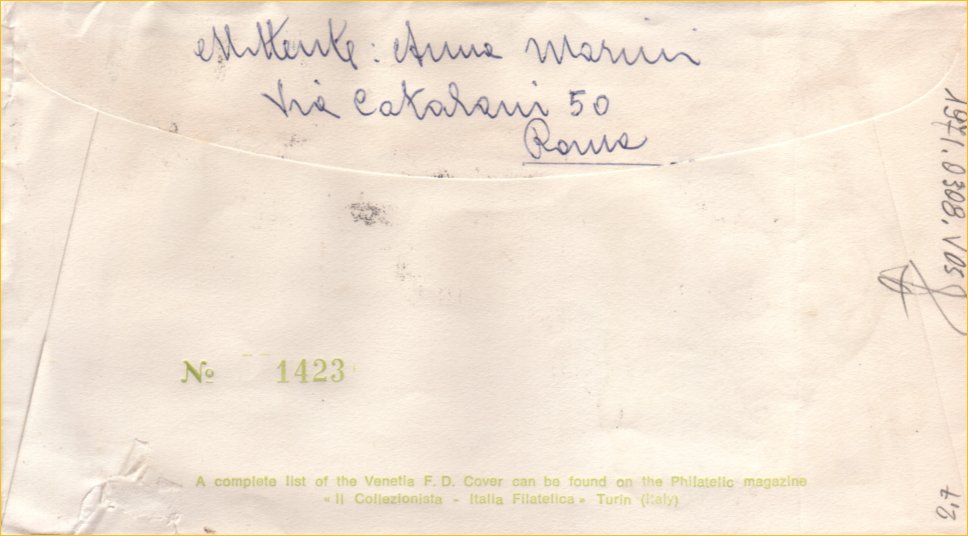 Mittente: Anna Marini
Via Catalani 50
Roma
1971.0308.V05
№ 1423
A complete list of the Venetia F. D. Cover can be found on the Philatelic magazine
« Il Collezionista - Italia Filatelica » Turin (Italy)
2,7